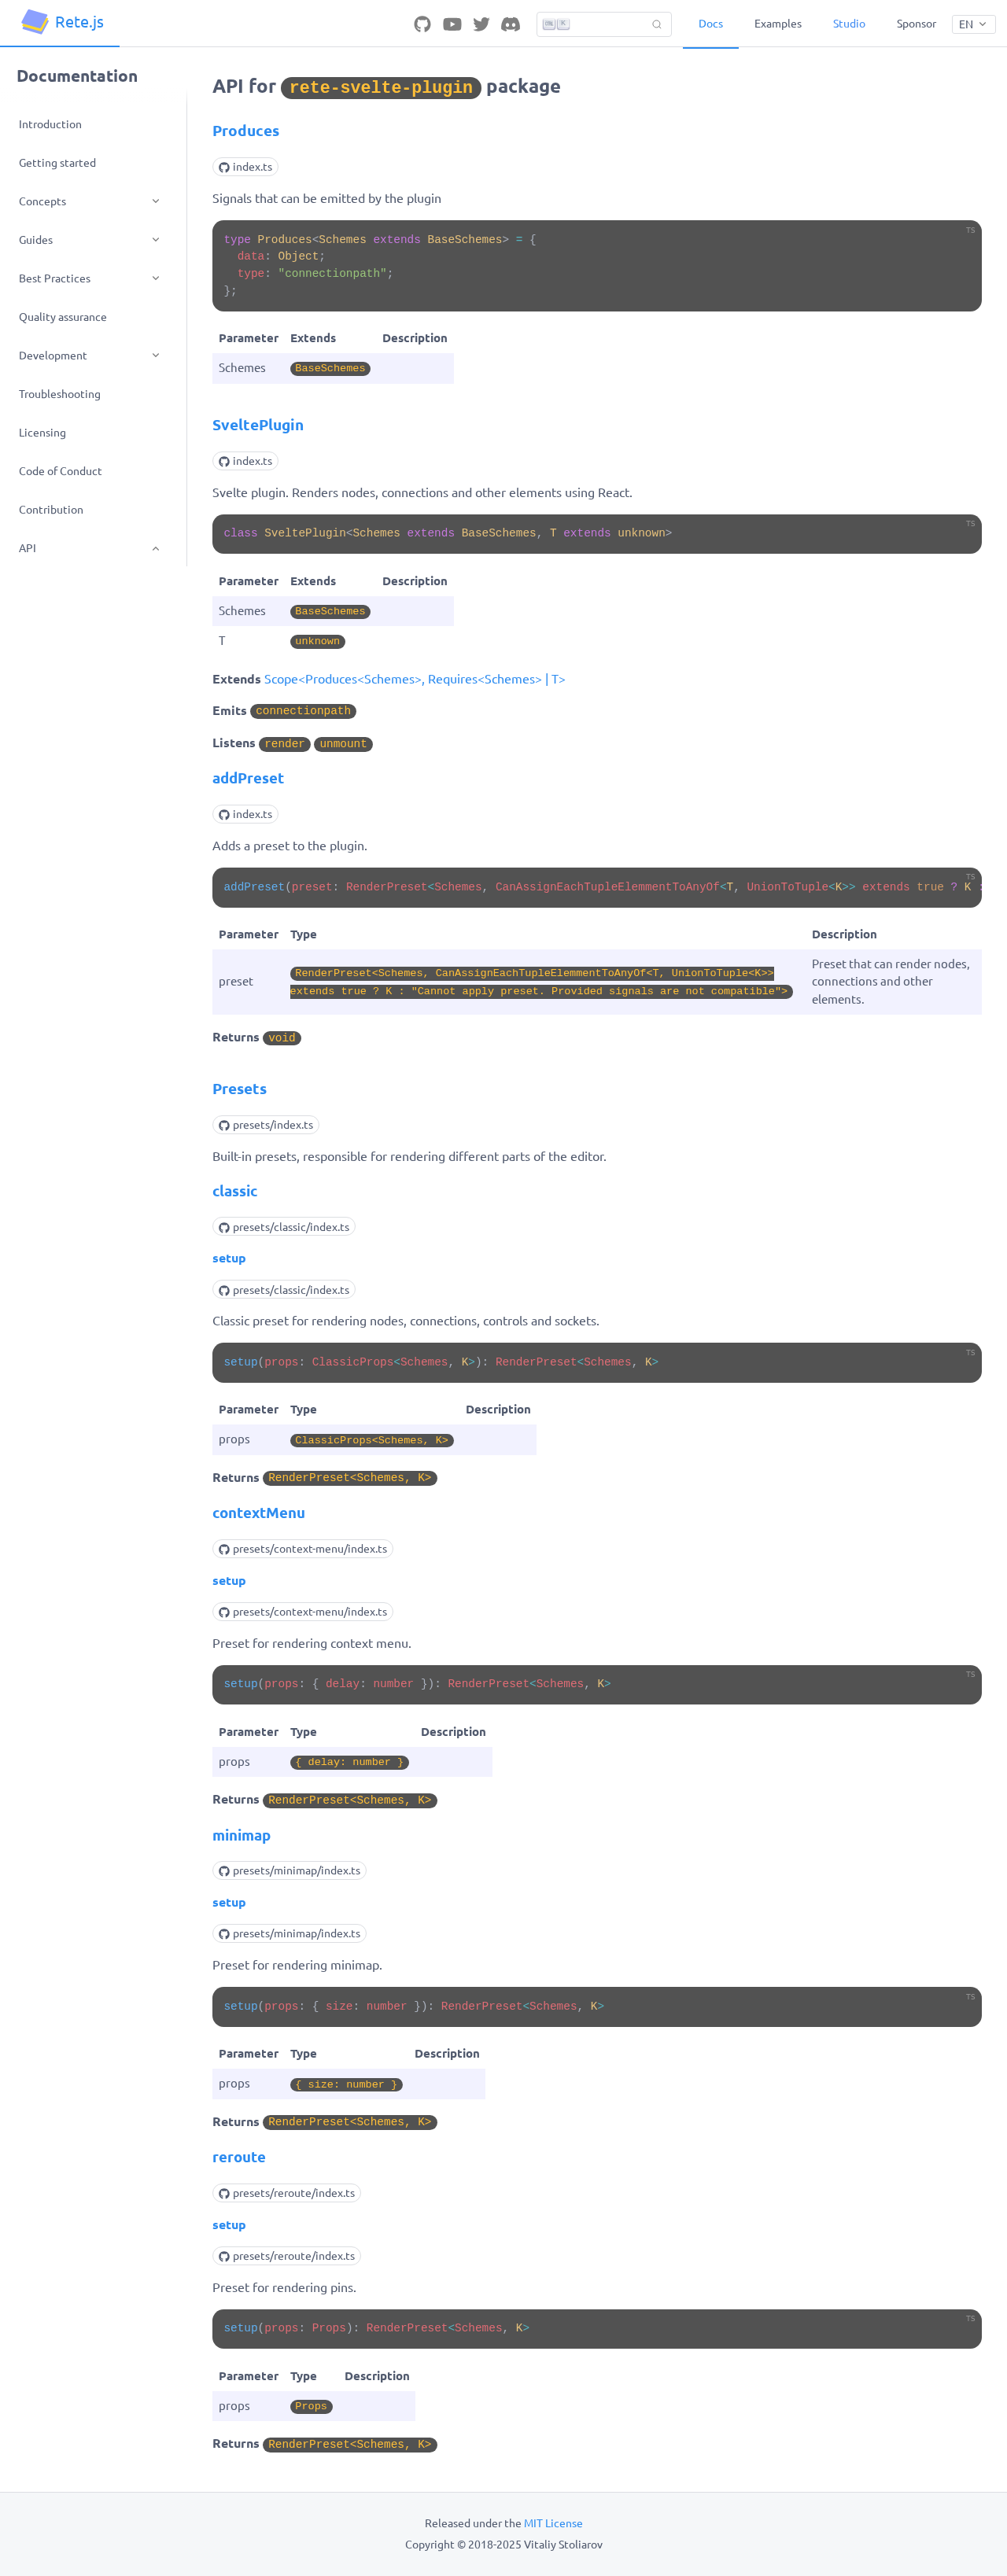 Rete.js
Docs
Examples
Studio
Sponsor
EN
Documentation
Introduction
Getting started
Concepts
Guides
Best Practices
Quality assurance
Development
Troubleshooting
Licensing
Code of Conduct
Contribution
API
API for rete-svelte-plugin package
Produces
index.ts
Signals that can be emitted by the plugin
TS
type Produces<Schemes extends BaseSchemes> = {
data: Object;
type: "connectionpath";
};
Parameter Extends Description
Schemes BaseSchemes
SveltePlugin
index.ts
Svelte plugin. Renders nodes, connections and other elements using React.
TS
class SveltePlugin<Schemes extends BaseSchemes, T extends unknown>
Parameter Extends Description
Schemes BaseSchemes
T unknown
Extends Scope<Produces<Schemes>, Requires<Schemes> | T>
Emits connectionpath
Listens render unmount
addPreset
index.ts
Adds a preset to the plugin.
TS
addPreset(preset: RenderPreset<Schemes, CanAssignEachTupleElemmentToAnyOf<T, UnionToTuple<K>> extends true ? K :
Parameter Type Description
preset RenderPreset<Schemes, CanAssignEachTupleElemmentToAnyOf<T, UnionToTuple<K>>
extends true ? K : "Cannot apply preset. Provided signals are not compatible">
Preset that can render nodes,
connections and other
elements.
Returns void
Presets
presets/index.ts
Built-in presets, responsible for rendering different parts of the editor.
classic
presets/classic/index.ts
setup
presets/classic/index.ts
Classic preset for rendering nodes, connections, controls and sockets.
TS
setup(props: ClassicProps<Schemes, K>): RenderPreset<Schemes, K>
Parameter Type Description
props ClassicProps<Schemes, K>
Returns RenderPreset<Schemes, K>
contextMenu
presets/context-menu/index.ts
setup
presets/context-menu/index.ts
Preset for rendering context menu.
TS
setup(props: { delay: number }): RenderPreset<Schemes, K>
Parameter Type Description
props { delay: number }
Returns RenderPreset<Schemes, K>
minimap
presets/minimap/index.ts
setup
presets/minimap/index.ts
Preset for rendering minimap.
TS
setup(props: { size: number }): RenderPreset<Schemes, K>
Parameter Type Description
props { size: number }
Returns RenderPreset<Schemes, K>
reroute
presets/reroute/index.ts
setup
presets/reroute/index.ts
Preset for rendering pins.
TS
setup(props: Props): RenderPreset<Schemes, K>
Parameter Type Description
props Props
Returns RenderPreset<Schemes, K>
Released under the MIT License
Copyright © 2018-2025 Vitaliy Stoliarov